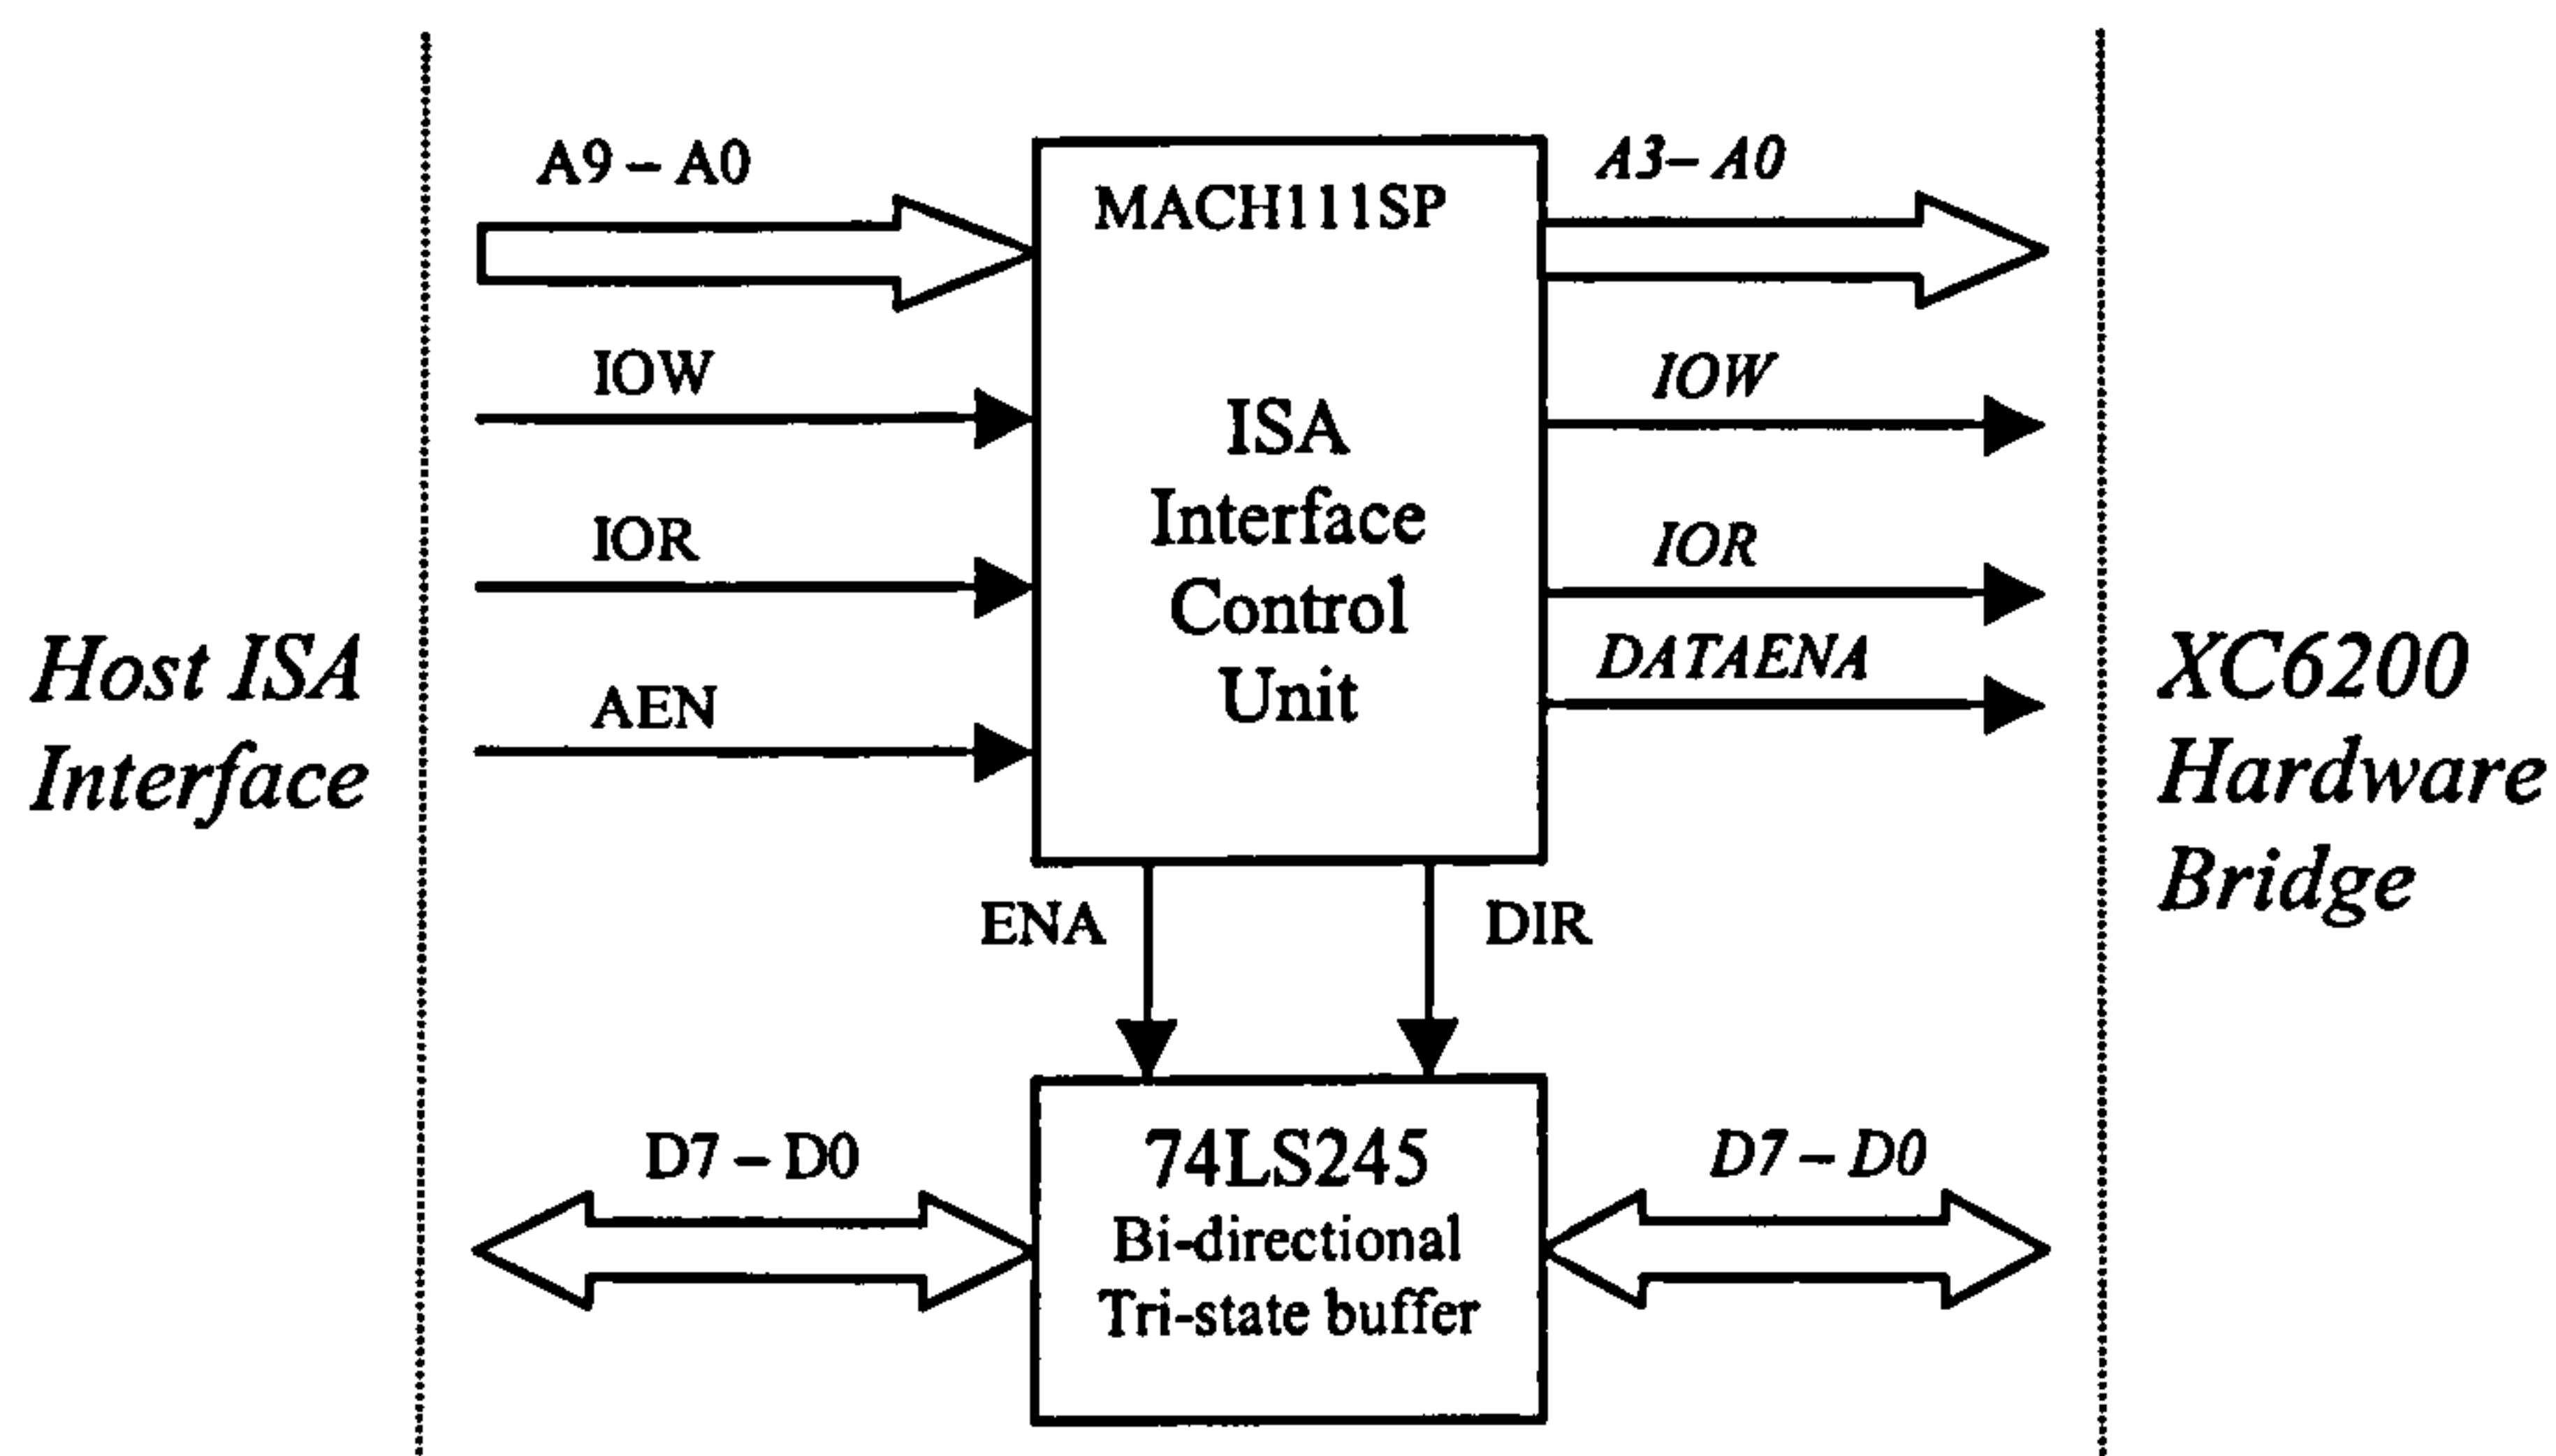 A9 – A0
A3– A0
MACH111SP
IOW
IOW
ISA
Interface
Control
Unit
IOR
IOR
Host ISA
Interface
AEN
DATAENA
XC6200
Hardware
Bridge
ENA
DIR
D7 – D0
D7 – D0
74LS245
Bi-directional
Tri-state buffer